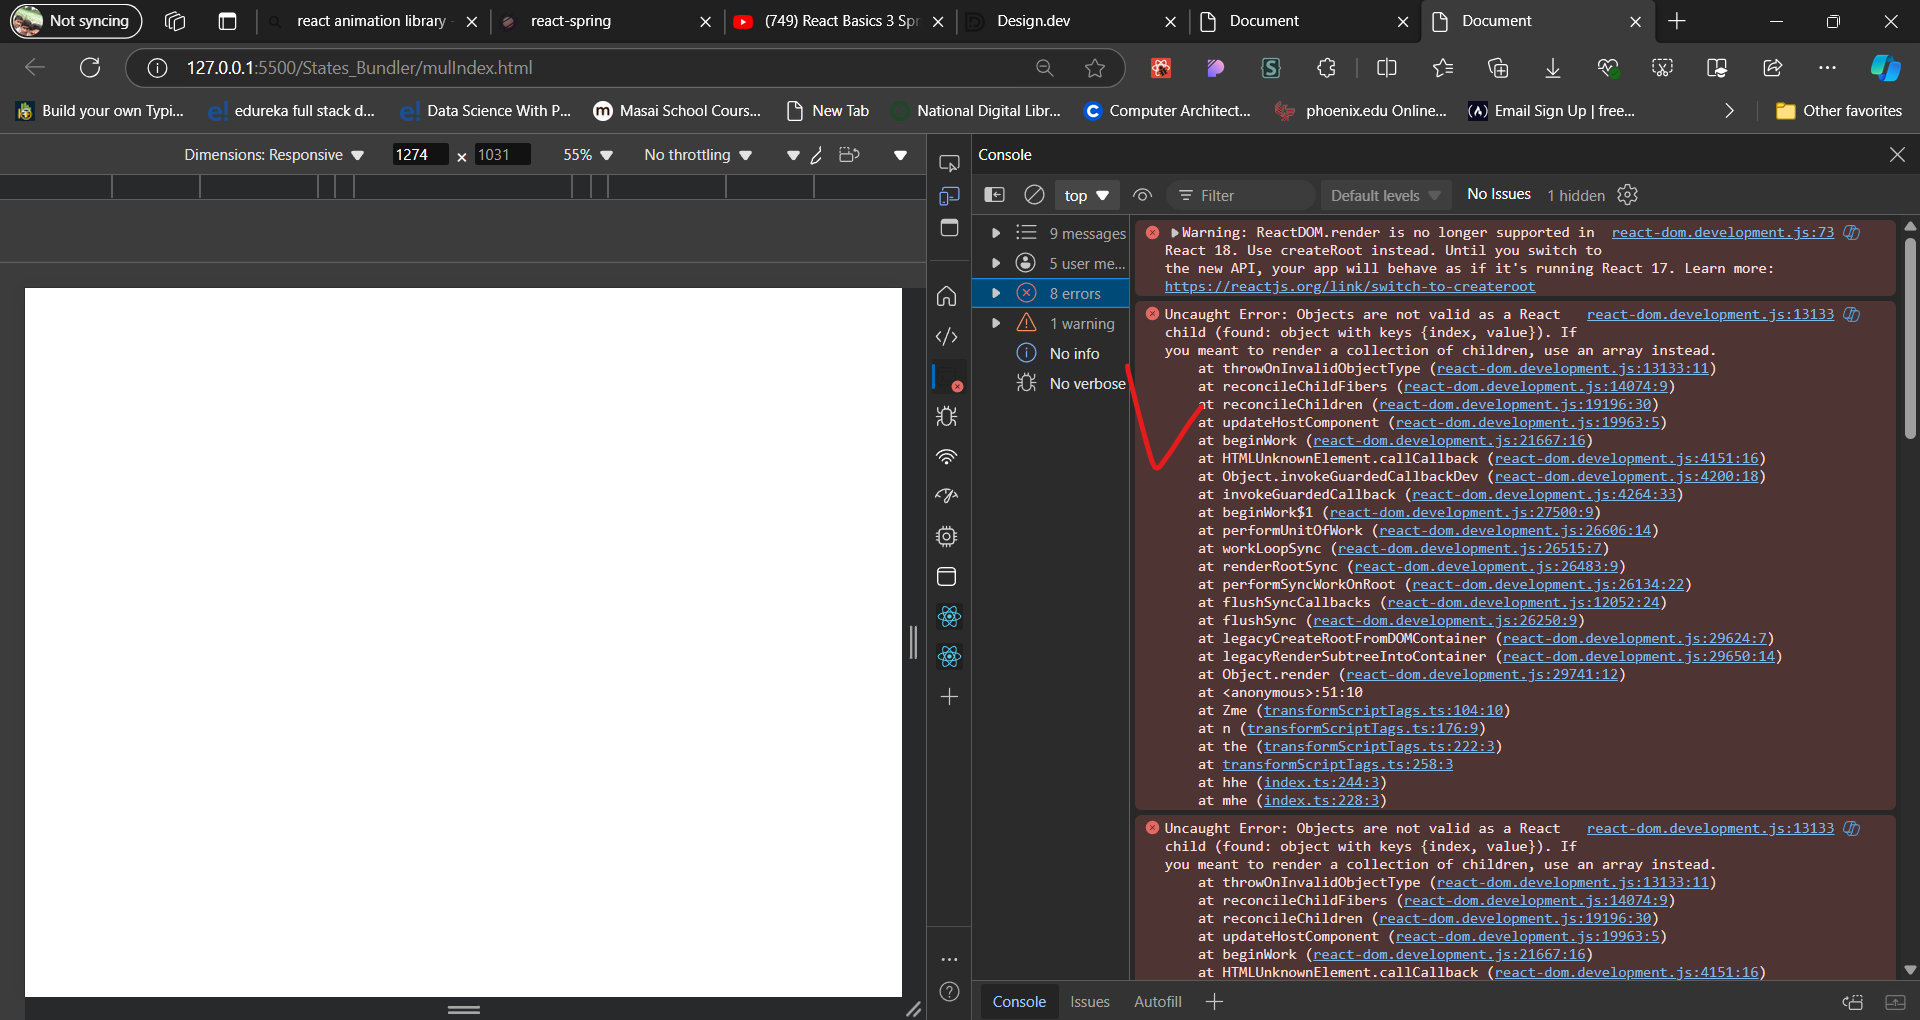 Not syncing
react animation library
react-spring
(749) React Basics 3 Spr
Design.dev
Document
Document
127.0.0.1:5500/States_Bundler/mulIndex.html
Build your own Typi...
edureka full stack d...
Data Science With P...
Masai School Cours...
New Tab
National Digital Libr...
Computer Architect...
phoenix.edu Online...
Email Sign Up | free...
Other favorites
Dimensions: Responsive
1274
×
1031
55%
No throttling
Console
top
Filter
Default levels
No Issues
1 hidden
9 messages
5 user me...
8 errors
1 warning
No info
No verbose
Warning: ReactDOM.render is no longer supported in react-dom.development.js:73
React 18. Use createRoot instead. Until you switch to
the new API, your app will behave as if it's running React 17. Learn more:
https://reactjs.org/link/switch-to-createroot
Uncaught Error: Objects are not valid as a React react-dom.development.js:13133
child (found: object with keys {index, value}). If
you meant to render a collection of children, use an array instead.
at throwOnInvalidObjectType (react-dom.development.js:13133:11)
at reconcileChildFibers (react-dom.development.js:14074:9)
at reconcileChildren (react-dom.development.js:19196:30)
at updateHostComponent (react-dom.development.js:19963:5)
at beginWork (react-dom.development.js:21667:16)
at HTMLUnknownElement.callCallback (react-dom.development.js:4151:16)
at Object.invokeGuardedCallbackDev (react-dom.development.js:4200:18)
at invokeGuardedCallback (react-dom.development.js:4264:33)
at beginWork$1 (react-dom.development.js:27500:9)
at performUnitOfWork (react-dom.development.js:26606:14)
at workLoopSync (react-dom.development.js:26515:7)
at renderRootSync (react-dom.development.js:26483:9)
at performSyncWorkOnRoot (react-dom.development.js:26134:22)
at flushSyncCallbacks (react-dom.development.js:12052:24)
at flushSync (react-dom.development.js:26250:9)
at legacyCreateRootFromDOMContainer (react-dom.development.js:29624:7)
at legacyRenderSubtreeIntoContainer (react-dom.development.js:29650:14)
at Object.render (react-dom.development.js:29741:12)
at <anonymous>:51:10
at Zme (transformScriptTags.ts:104:10)
at n (transformScriptTags.ts:176:9)
at the (transformScriptTags.ts:222:3)
at transformScriptTags.ts:258:3
at hhe (index.ts:244:3)
at mhe (index.ts:228:3)
Uncaught Error: Objects are not valid as a React react-dom.development.js:13133
child (found: object with keys {index, value}). If
you meant to render a collection of children, use an array instead.
at throwOnInvalidObjectType (react-dom.development.js:13133:11)
at reconcileChildFibers (react-dom.development.js:14074:9)
at reconcileChildren (react-dom.development.js:19196:30)
at updateHostComponent (react-dom.development.js:19963:5)
at beginWork (react-dom.development.js:21667:16)
at HTMLUnknownElement.callCallback (react-dom.development.js:4151:16)
Console
Issues
Autofill